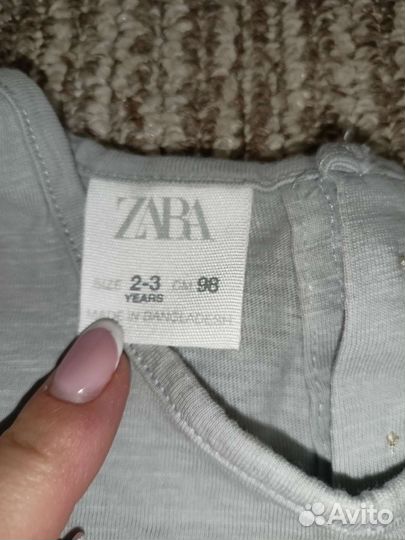 ZARA
SIZE 2-3 CM 98
YEARS
MADE IN BANGLADESH
Avito